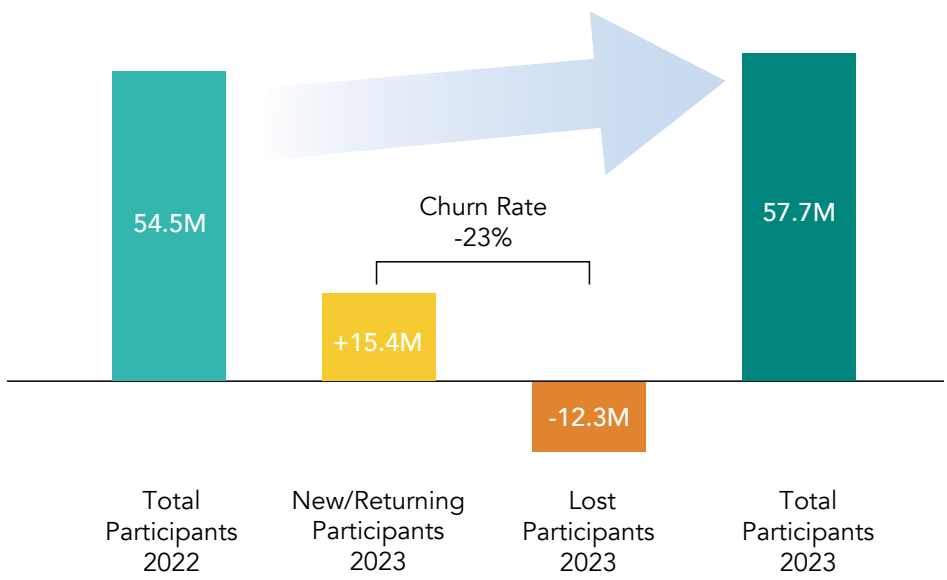 54.5M
Churn Rate
-23%
57.7M
+15.4M
-12.3M
Total
Participants
2022
New/Returning
Participants
2023
Lost
Participants
2023
Total
Participants
2023